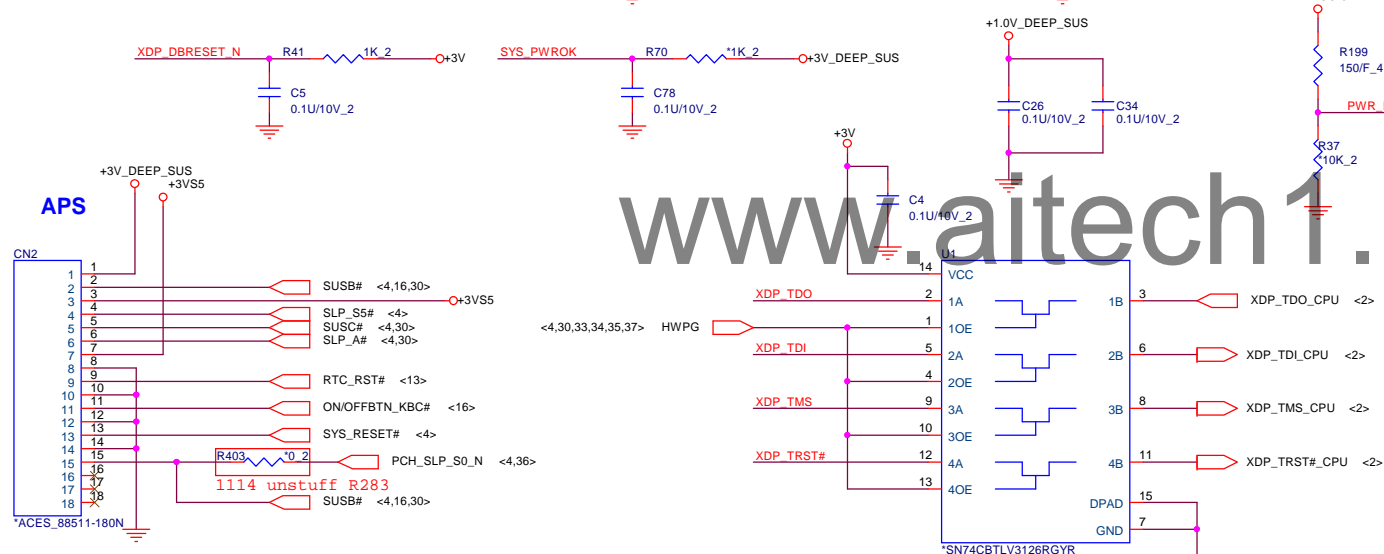 +1.0V_DEEP_SUS
XDP_DBRESET_N R41 1K_2 +3V
SYS_PWROK R70 *1K_2 +3V_DEEP_SUS
R199
150/F_4
C5
0.1U/10V_2
C78
0.1U/10V_2
C26
0.1U/10V_2
C34
0.1U/10V_2
R37
*10K_2
+3V
C4
0.1U/10V_2
www.aitech1.
+3V_DEEP_SUS
+3VS5
APS
CN2
1 1
2 2 SUSB# <4,16,30>
3 3 +3VS5
4 4 SLP_S5# <4>
5 5 SUSC# <4,30>
6 6 SLP_A# <4,30>
7 7
8 8
9 9 RTC_RST# <13>
10 10
11 11 ON/OFFBTN_KBC# <16>
12 12
13 13 SYS_RESET# <4>
14 14
15 15 R403 *0_2 PCH_SLP_S0_N <4,36>
16 16
1114 unstuff R283
17 17
18 18 SUSB# <4,16,30>
*ACES_88511-180N
U1
14 VCC
XDP_TDO 2 1A 1B 3 XDP_TDO_CPU <2>
<4,30,33,34,35,37> HWPG 1 1OE
XDP_TDI 5 2A 2B 6 XDP_TDI_CPU <2>
4 2OE
XDP_TMS 9 3A 3B 8 XDP_TMS_CPU <2>
10 3OE
XDP_TRST# 12 4A 4B 11 XDP_TRST#_CPU <2>
13 4OE
DPAD 15
GND 7
*SN74CBTLV3126RGYR